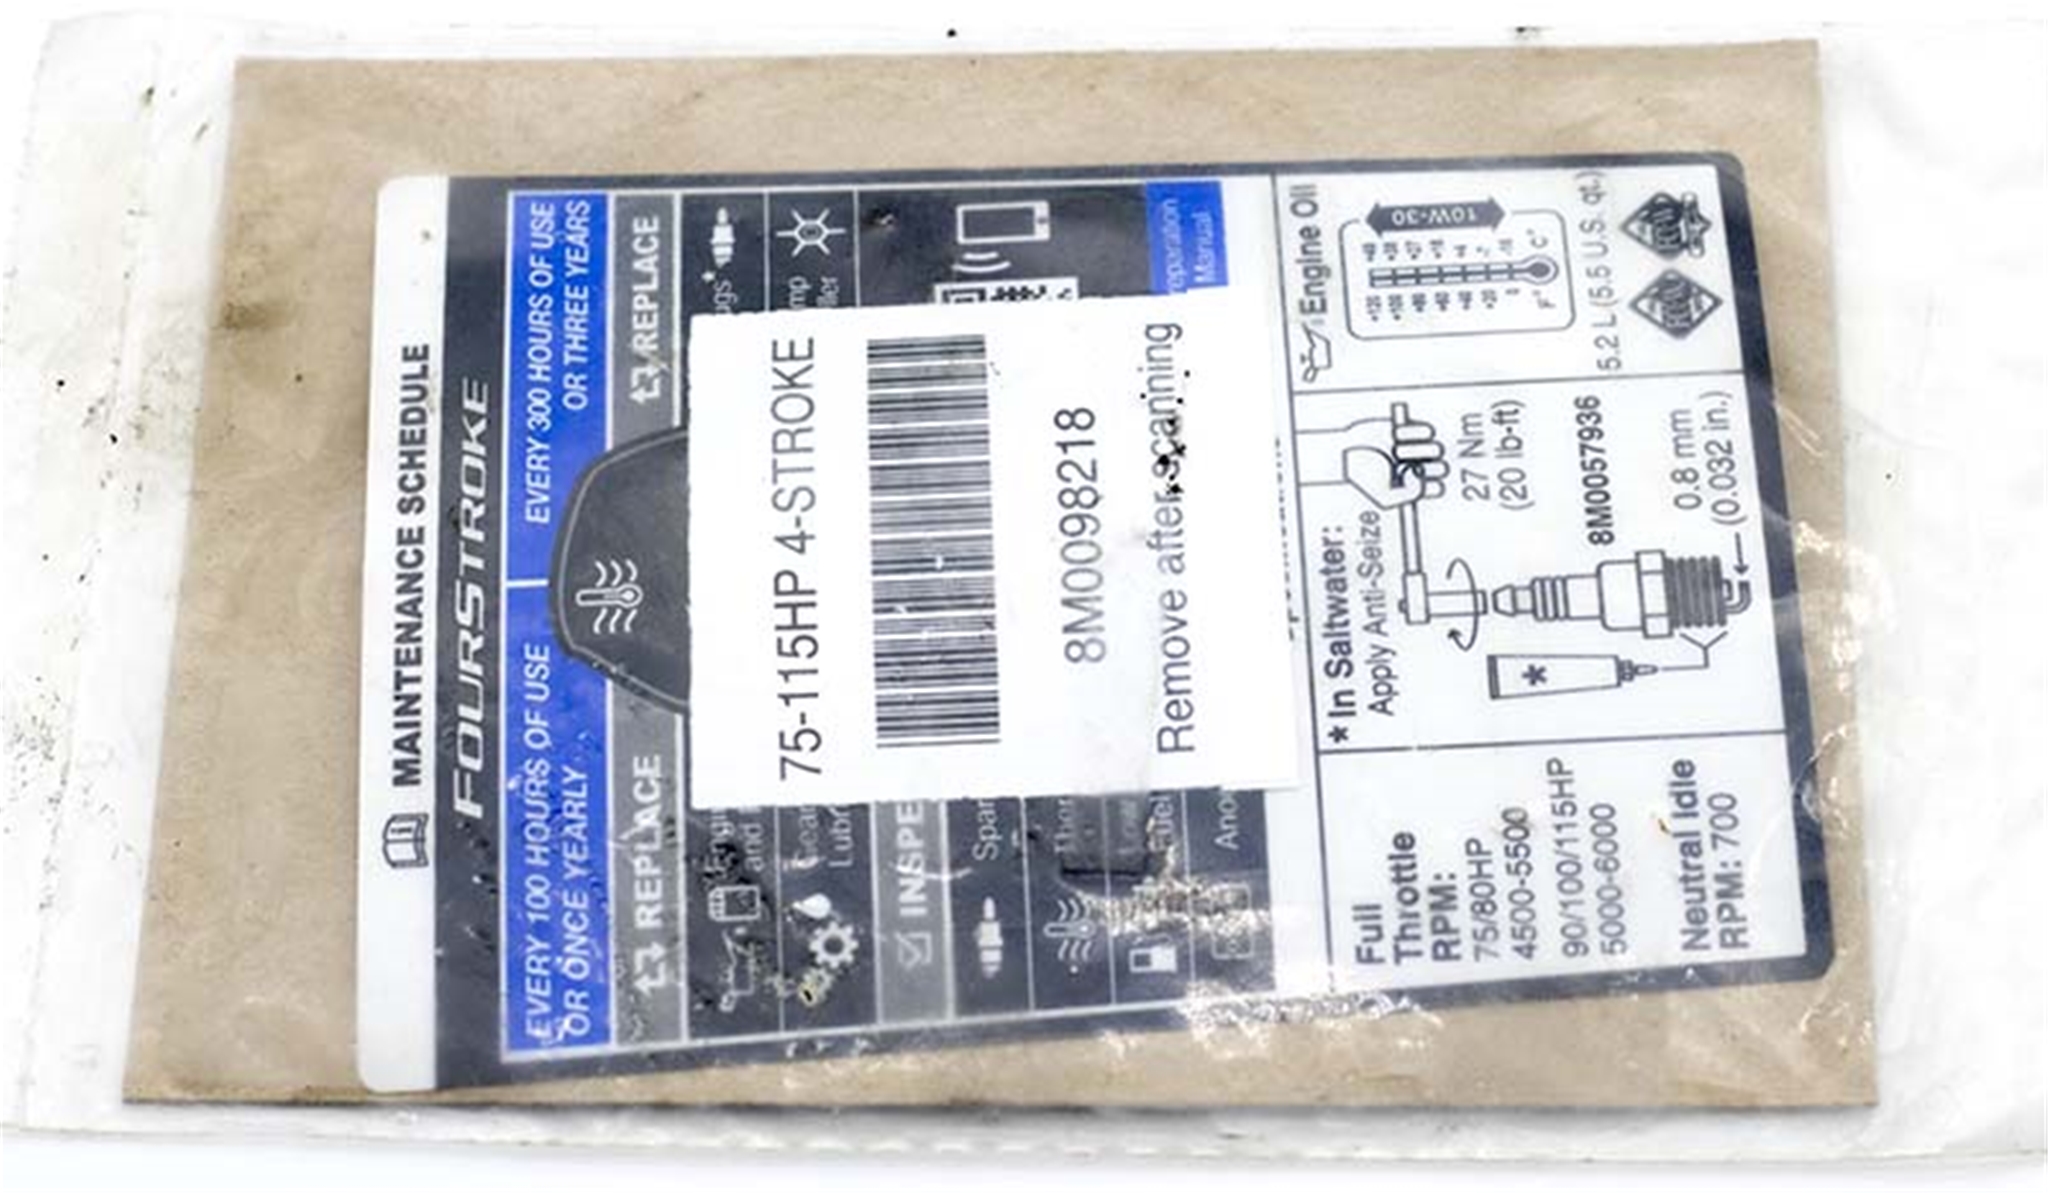 MAINTENANCE SCHEDULE
FOURSTROKE
EVERY 100 HOURS OF USE
OR ONCE YEARLY
EVERY 300 HOURS OF USE
OR THREE YEARS
REPLACE
REPLACE
75-115HP 4-STROKE
8M0098218
Remove after scanning
Manual
Full
Throttle
RPM:
75/80HP
4500-5500
90/100/115HP
5000-6000
Neutral Idle
RPM: 700
* In Saltwater:
Apply Anti-Seize
27 Nm
(20 lb-ft)
*
8M0057936
0.8 mm
(0.032 in.)
Engine Oil
10W-30
F° C°
5.2 L (5.5 U.S. qt.)